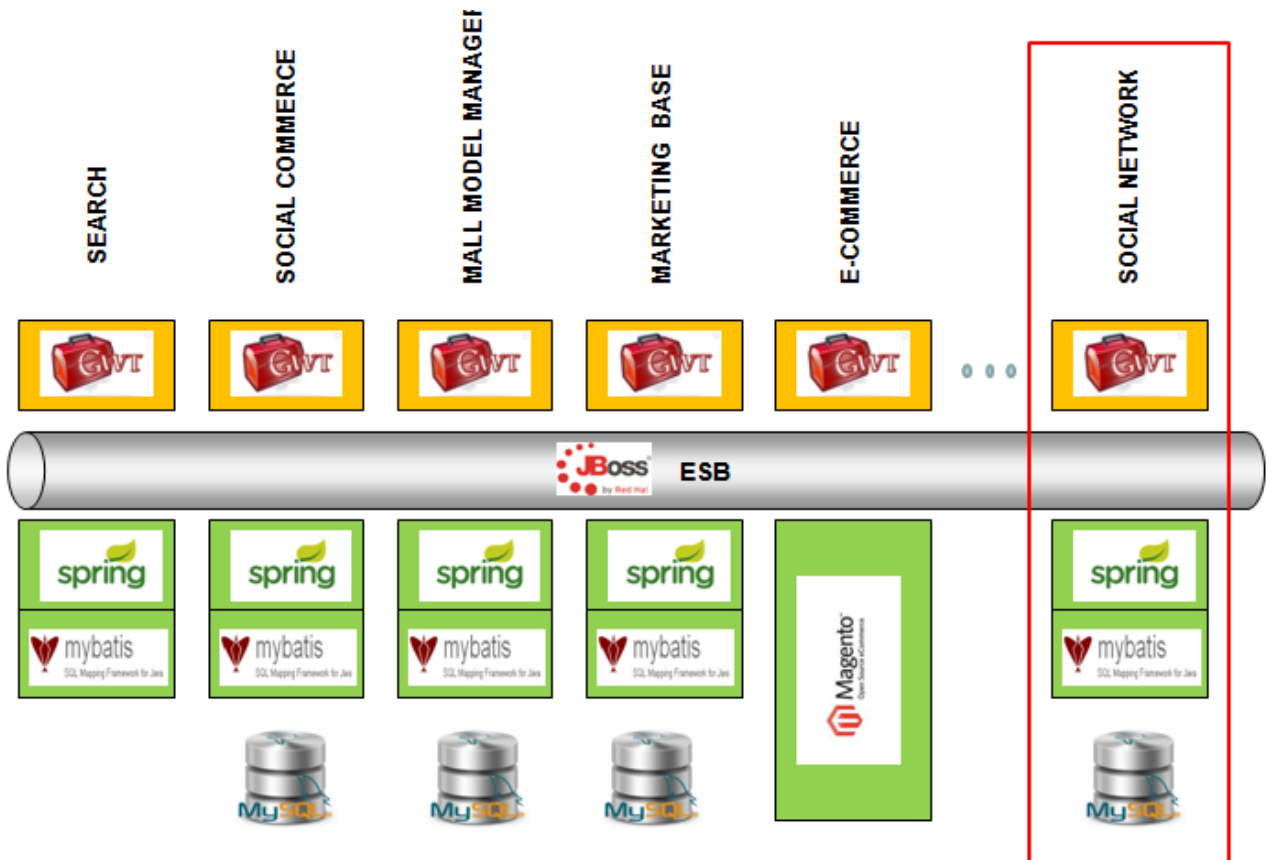 SEARCH
SOCIAL COMMERCE
MALL MODEL MANAGER
MARKETING BASE
E-COMMERCE
SOCIAL NETWORK
GWT
GWT
GWT
GWT
GWT
GWT
JBoss
by Red Hat
ESB
spring
spring
spring
spring
spring
mybatis
SQL Mapping Framework for Java
mybatis
SQL Mapping Framework for Java
mybatis
SQL Mapping Framework for Java
mybatis
SQL Mapping Framework for Java
Magento
Open Source eCommerce
mybatis
SQL Mapping Framework for Java
MySQL
MySQL
MySQL
MySQL